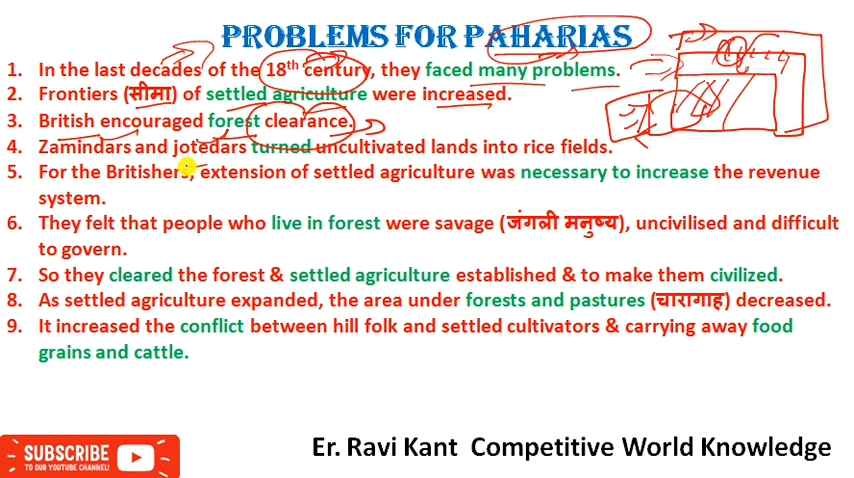 PROBLEMS FOR PAHARIAS
1. In the last decades of the 18th century, they faced many problems.
2. Frontiers (सीमा) of settled agriculture were increased.
3. British encouraged forest clearance.
4. Zamindars and jotedars turned uncultivated lands into rice fields.
5. For the Britishers, extension of settled agriculture was necessary to increase the revenue
system.
6. They felt that people who live in forest were savage (जंगली मनुष्य), uncivilised and difficult
to govern.
7. So they cleared the forest & settled agriculture established & to make them civilized.
8. As settled agriculture expanded, the area under forests and pastures (चारागाह) decreased.
9. It increased the conflict between hill folk and settled cultivators & carrying away food
grains and cattle.
SUBSCRIBE
TO OUR YOUTUBE CHANNEL!
Er. Ravi Kant Competitive World Knowledge